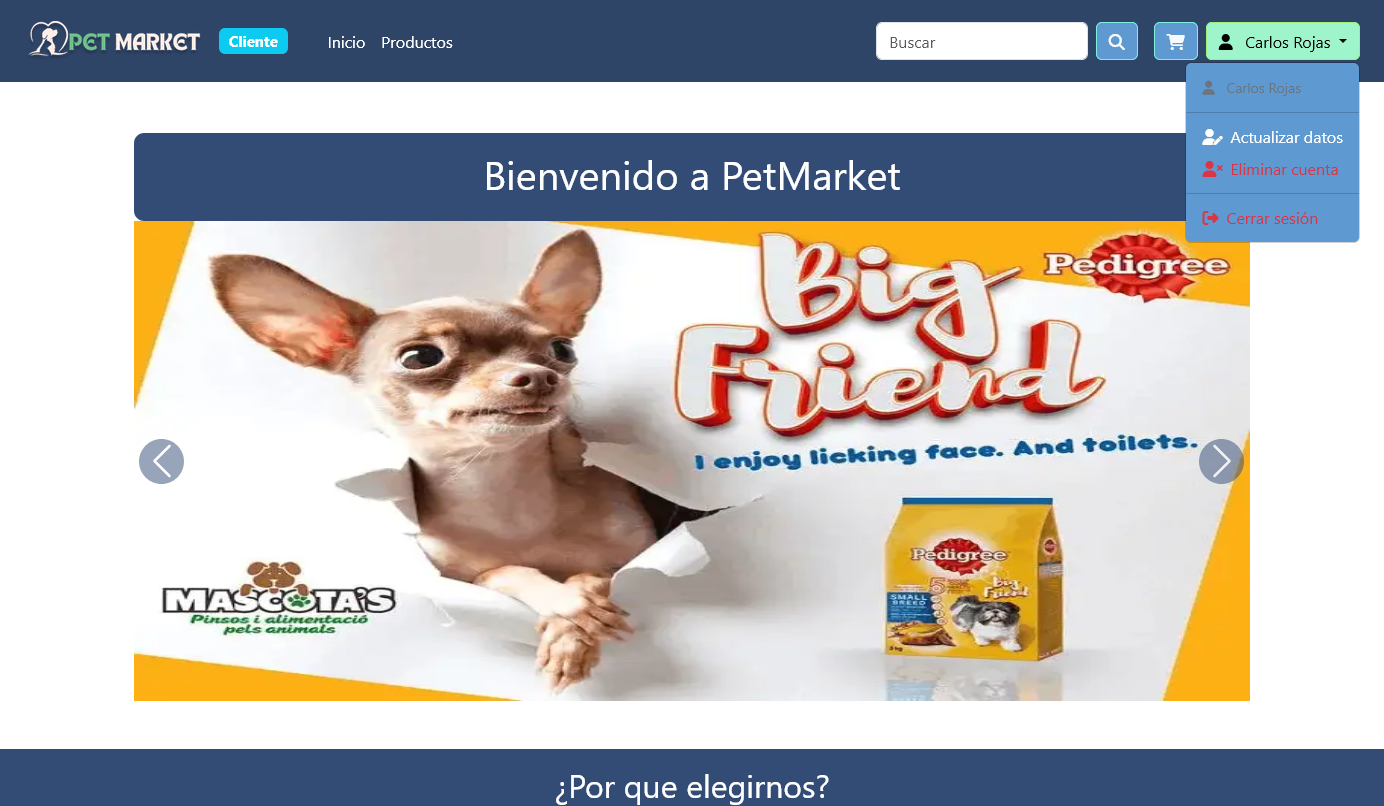 PET MARKET
Cliente
Inicio
Productos
Buscar
Carlos Rojas
Carlos Rojas
Actualizar datos
Eliminar cuenta
Cerrar sesión
Bienvenido a PetMarket
Big
Friend
Pedigree
I enjoy licking face. And toilets.
MASCOTA'S
Pinsos i alimentació
pels animals
Pedigree
5
big
Friend
SMALL
BREED
¿Por que elegirnos?